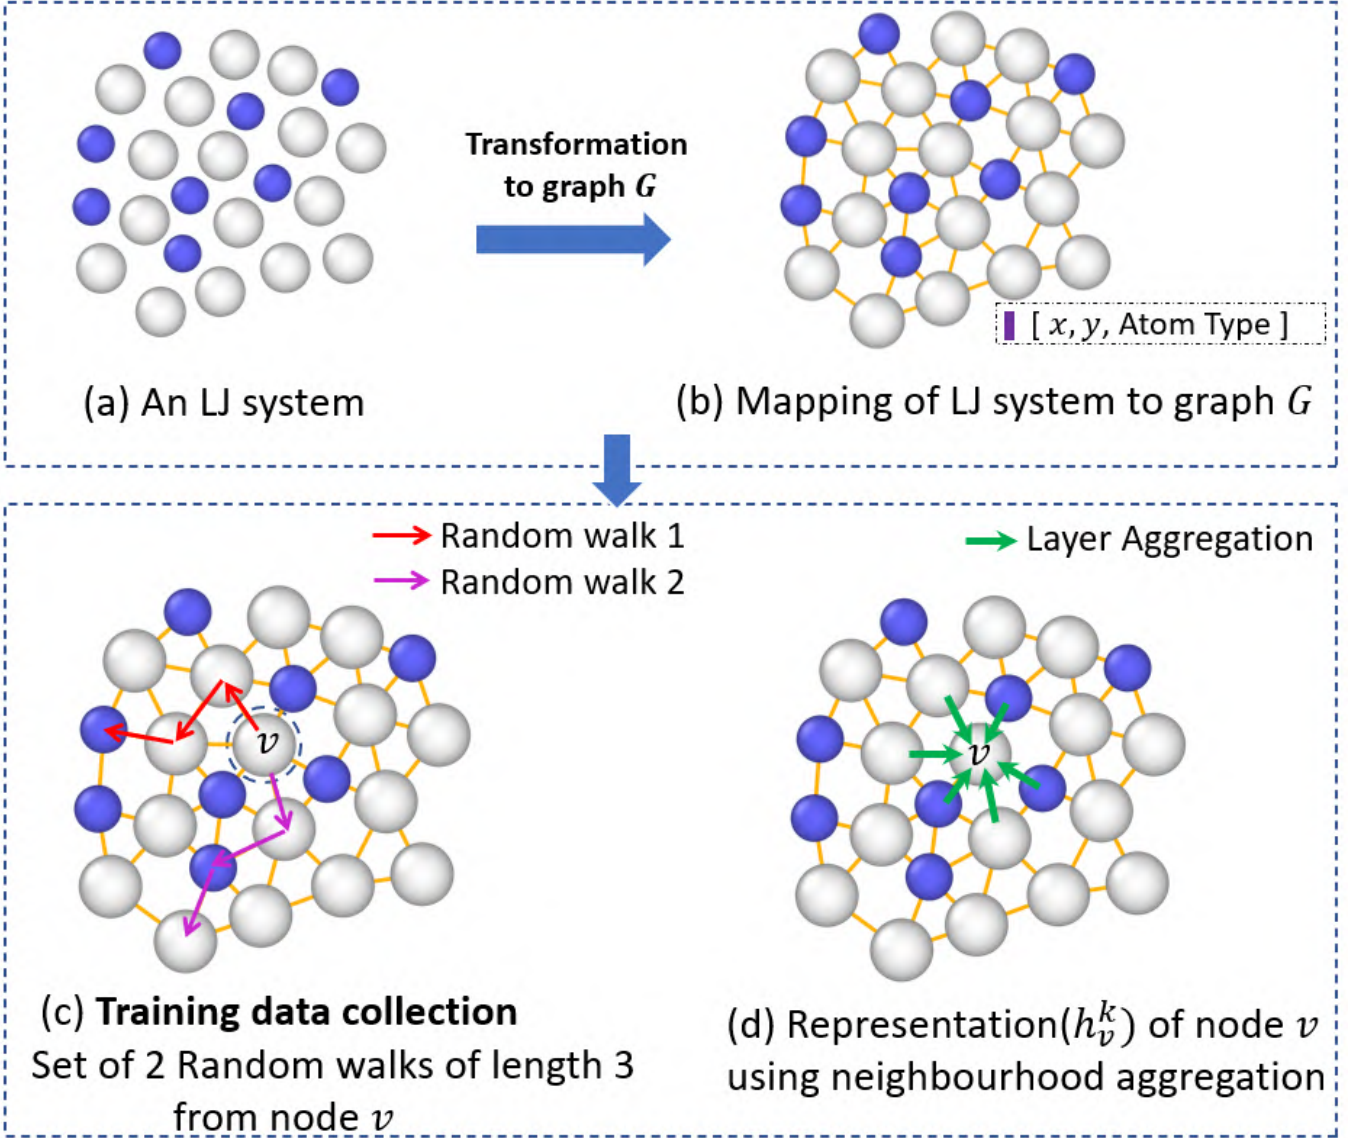 Transformation
to graph G
[ x, y, Atom Type ]
(a) An LJ system
(b) Mapping of LJ system to graph G
Random walk 1
Random walk 2
Layer Aggregation
v
v
(c) Training data collection
Set of 2 Random walks of length 3
from node v
(d) Representation(h_v^k) of node v
using neighbourhood aggregation